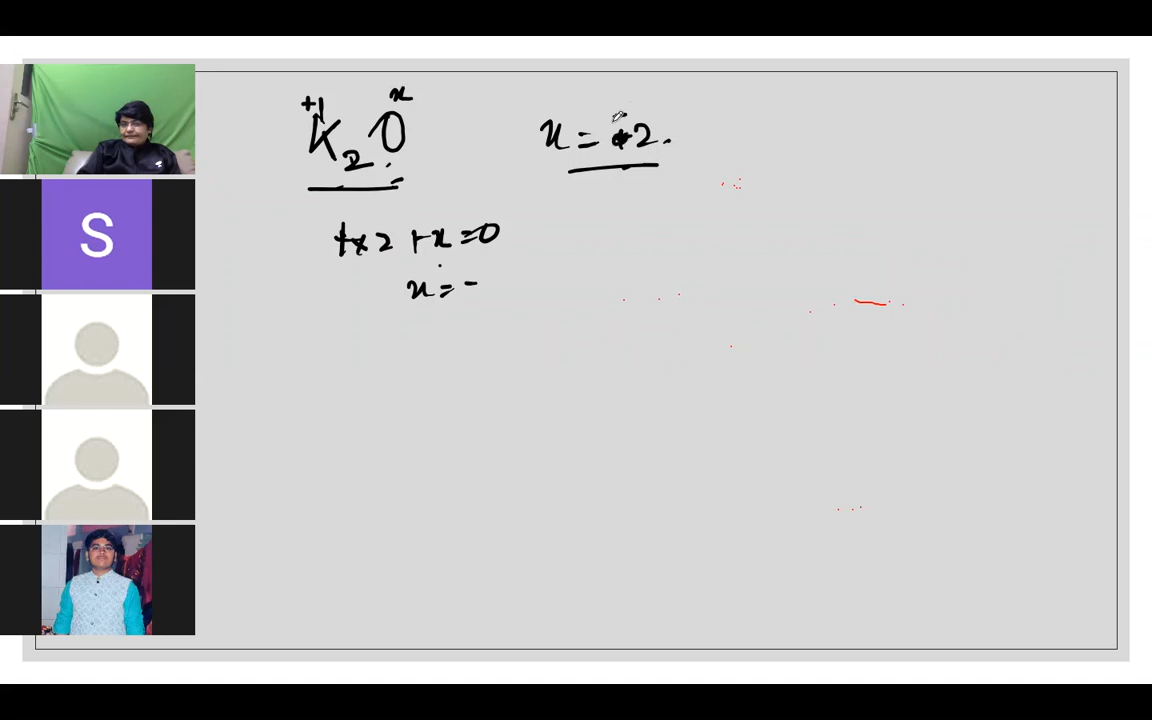 +1 x
K₂O
x = +2.
1×2 + x = 0
x = -
S